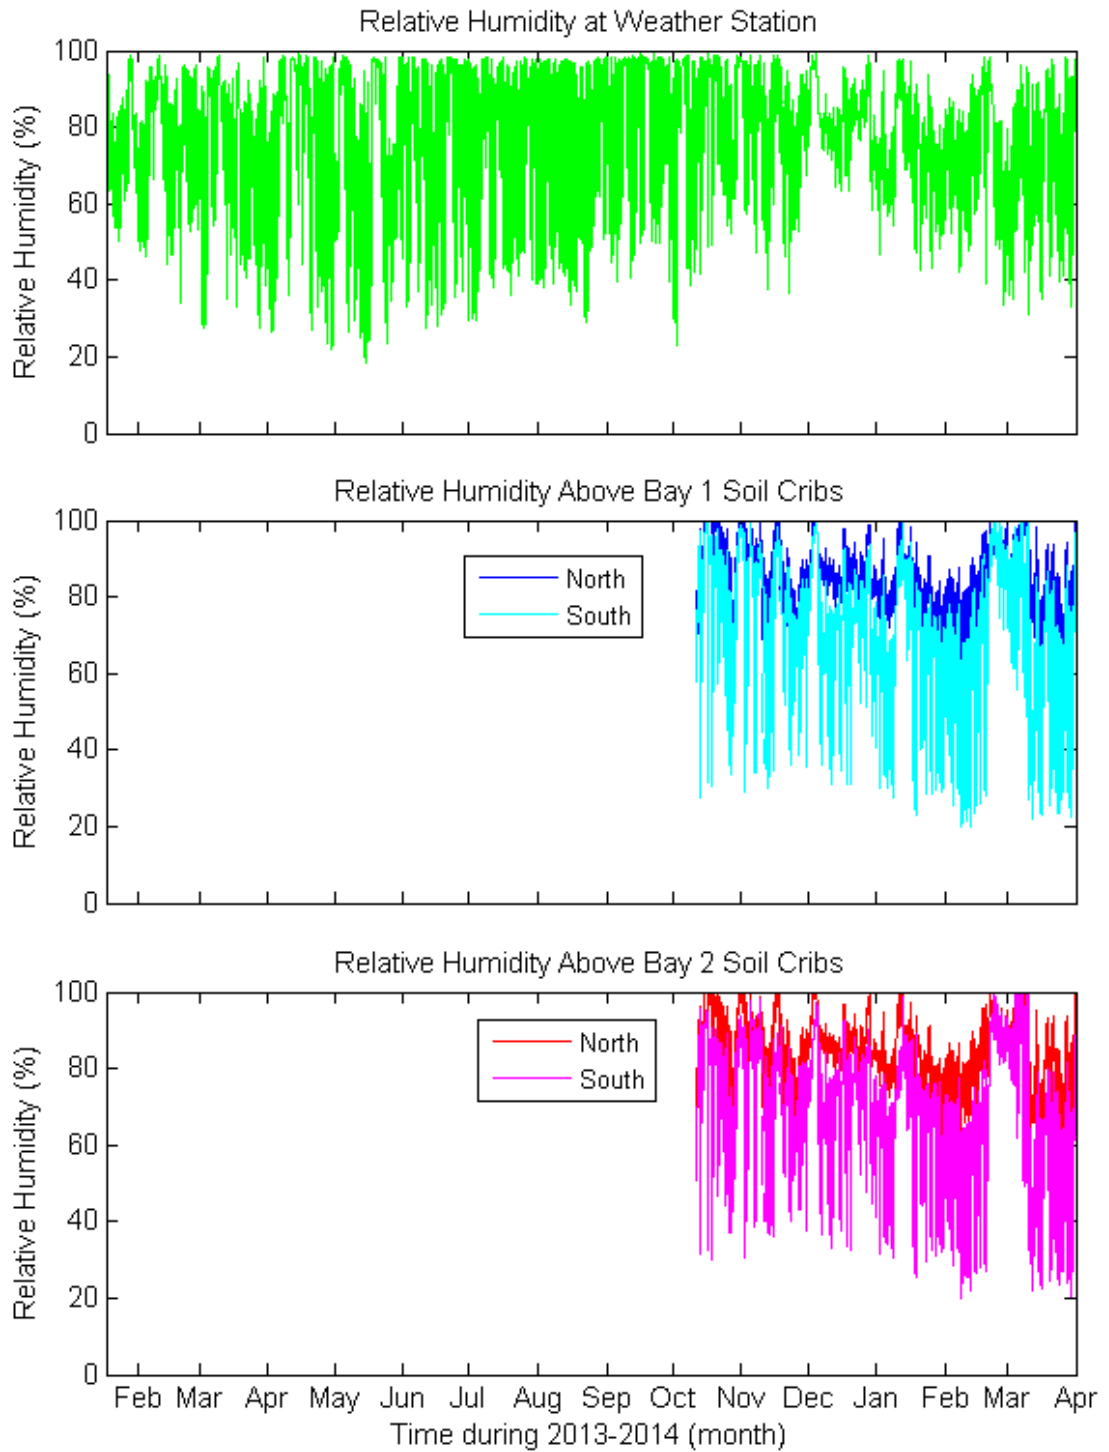 Relative Humidity at Weather Station
Relative Humidity (%)
100
80
60
40
20
0
Relative Humidity Above Bay 1 Soil Cribs
Relative Humidity (%)
100
80
60
40
20
0
North
South
Relative Humidity Above Bay 2 Soil Cribs
Relative Humidity (%)
100
80
60
40
20
0
North
South
Feb Mar Apr May Jun Jul Aug Sep Oct Nov Dec Jan Feb Mar Apr
Time during 2013-2014 (month)